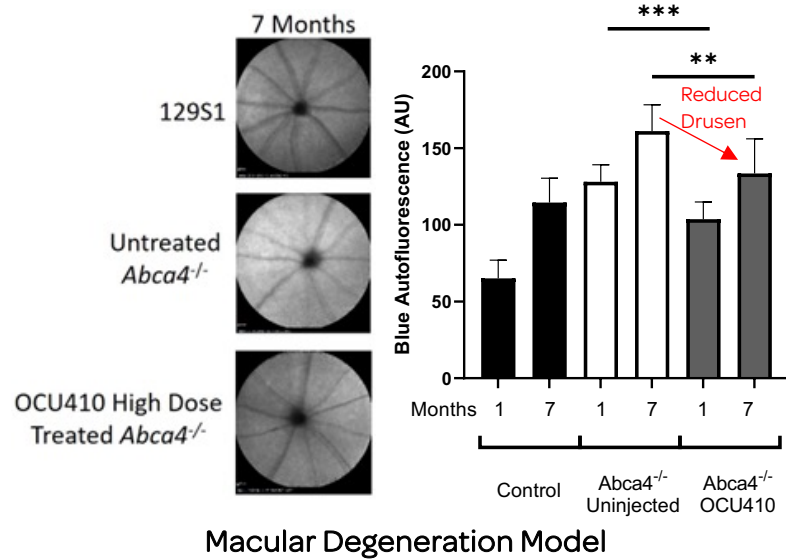 7 Months
129S1
Untreated
Abca4-/-
OCU410 High Dose
Treated Abca4-/-
***
**
Reduced
Drusen
Blue Autofluorescence (AU)
200
150
100
50
0
Months 1 7 1 7 1 7
Control
Abca4-/-
Uninjected
Abca4-/-
OCU410
Macular Degeneration Model